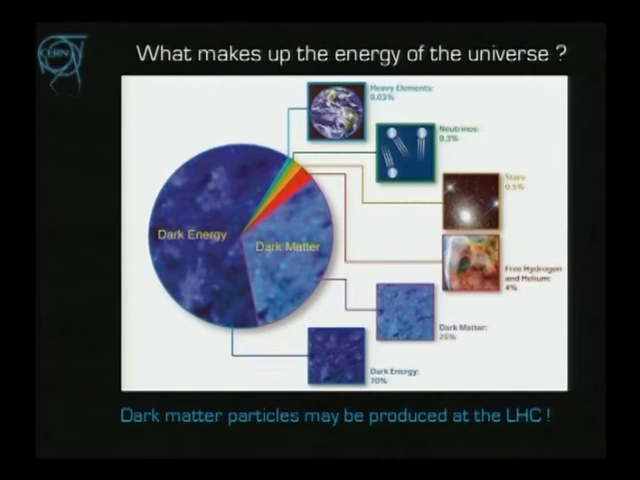 CERN
What makes up the energy of the universe ?
Heavy Elements:
0.03%
Neutrinos:
0.3%
Stars:
0.5%
Dark Energy
Dark Matter
Free Hydrogen
and Helium:
4%
Dark Matter:
25%
Dark Energy:
70%
Dark matter particles may be produced at the LHC !